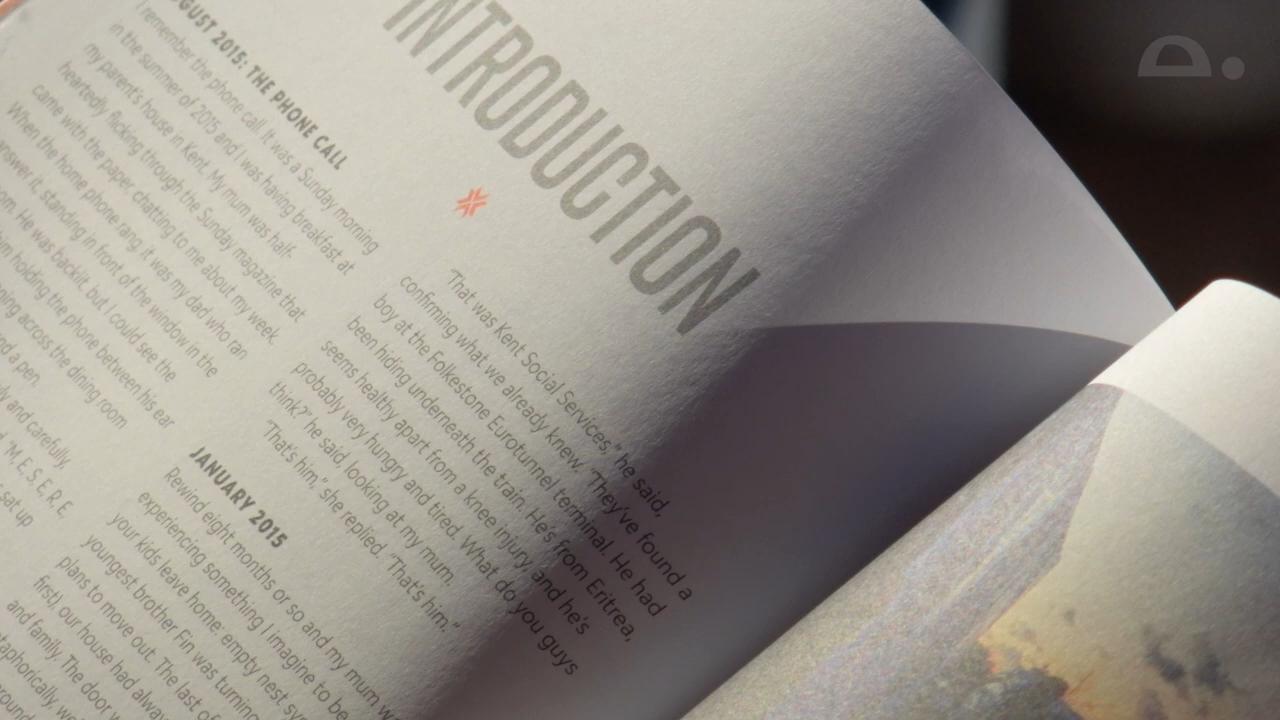 INTRODUCTION
GUST 2015: THE PHONE CALL
I remember the phone call. It was a Sunday morning
in the summer of 2015 and I was having breakfast at
my parent's house in Kent. My mum was half-
heartedly flicking through the Sunday magazine that
came with the paper, chatting to me about my week.
When the home phone rang, it was my dad who ran
answer it, standing in front of the window in the
om. He was backlit, but I could see the
im holding the phone between his ear
ing across the dining room
nd a pen.
ly and carefully,
"M, E, S, E, R, E
sat up
"That was Kent Social Services," he said,
confirming what we already knew. "They've found a
boy at the Folkestone Eurotunnel terminal. He had
been hiding underneath the train. He's from Eritrea,
seems healthy apart from a knee injury, and he's
probably very hungry and tired. What do you guys
think?" he said, looking at my mum.
"That's him," she replied. "That's him."
JANUARY 2015
Rewind eight months or so and my mum w
experiencing something I imagine to be
your kids leave home: empty nest sy
youngest brother Fin was turning
plans to move out. The last of
first), our house had alway
and family. The door w
taphorically, we
round